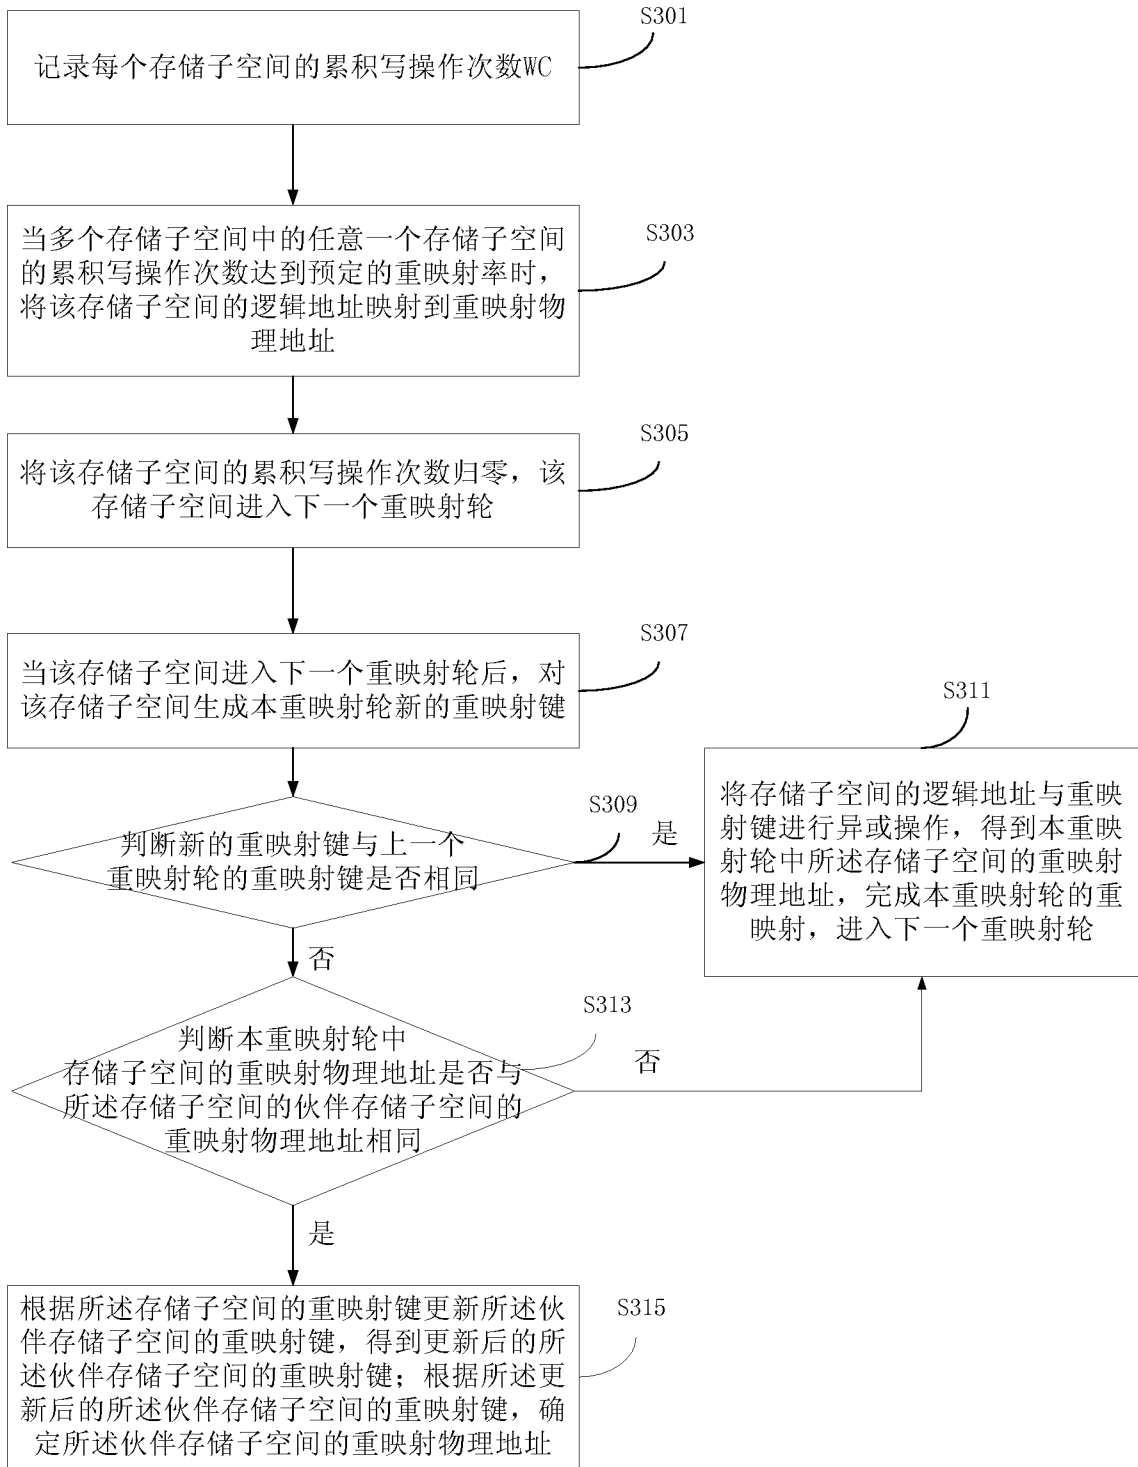 S301
记录每个存储子空间的累积写操作次数WC
S303
当多个存储子空间中的任意一个存储子空间
的累积写操作次数达到预定的重映射率时，
将该存储子空间的逻辑地址映射到重映射物
理地址
S305
将该存储子空间的累积写操作次数归零，该
存储子空间进入下一个重映射轮
S307
当该存储子空间进入下一个重映射轮后，对
该存储子空间生成本重映射轮新的重映射键
S309
判断新的重映射键与上一个
重映射轮的重映射键是否相同
是
S311
将存储子空间的逻辑地址与重映
射键进行异或操作，得到本重映
射轮中所述存储子空间的重映射
物理地址，完成本重映射轮的重
映射，进入下一个重映射轮
否
S313
判断本重映射轮中
存储子空间的重映射物理地址是否与
所述存储子空间的伙伴存储子空间的
重映射物理地址相同
否
是
S315
根据所述存储子空间的重映射键更新所述伙
伴存储子空间的重映射键，得到更新后的所
述伙伴存储子空间的重映射键；根据所述更
新后的所述伙伴存储子空间的重映射键，确
定所述伙伴存储子空间的重映射物理地址